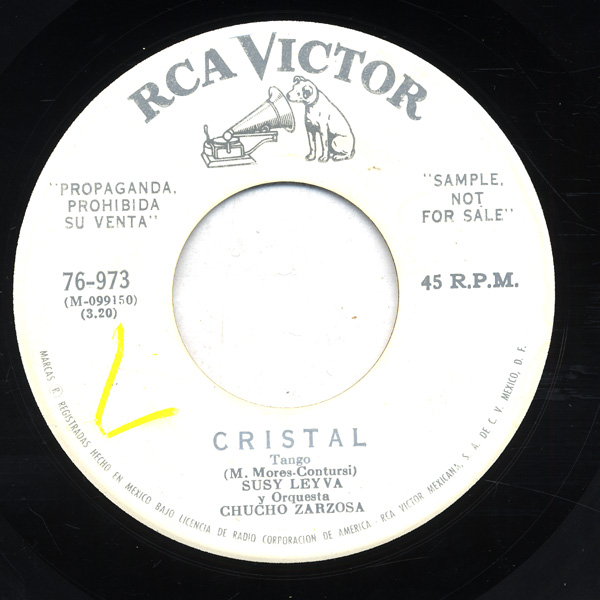 RCA VICTOR
"PROPAGANDA.
PROHIBIDA
SU VENTA"
"SAMPLE.
NOT
FOR SALE"
76-973
(M-099150)
(3.20)
45 R.P.M.
CRISTAL
Tango
(M. Mores-Contursi)
SUSY LEYVA
y Orquesta
CHUCHO ZARZOSA
MARCAS R. REGISTRADAS HECHO EN MEXICO BAJO LICENCIA DE RADIO CORPORACION DE AMERICA - RCA VICTOR MEXICANA, S. A. DE C. V. MEXICO, D. F.